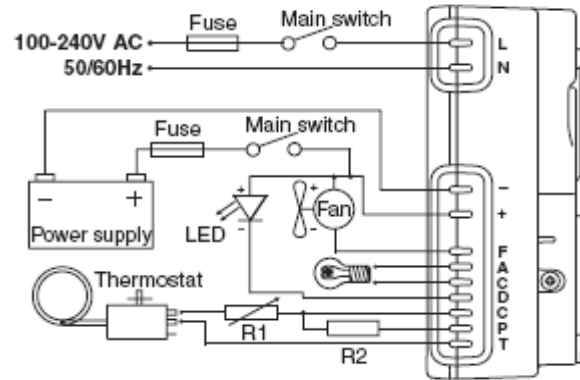 Fuse Main switch
100-240V AC L
50/60Hz N
Fuse Main switch
- + Power supply
+ - LED
+ - Fan
-
+
F
A
C
D
C
P
T
Thermostat
R1
R2